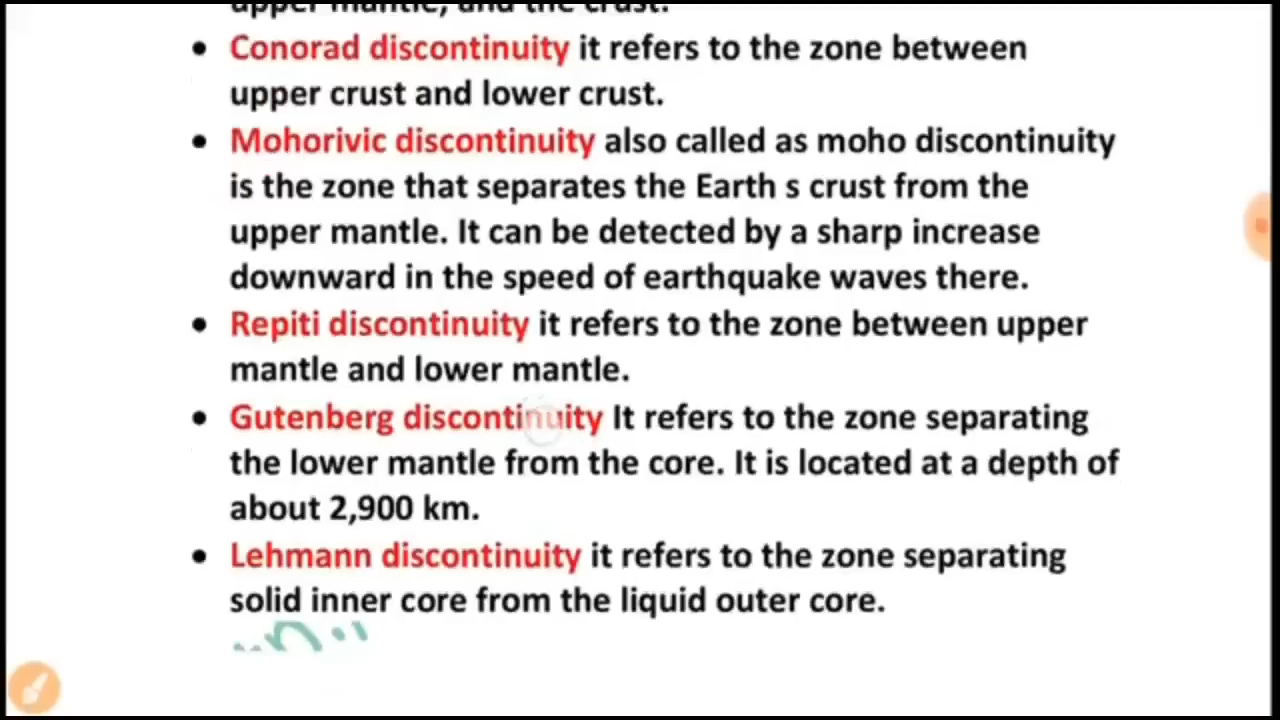 upper mantle, and the crust.
• Conorad discontinuity it refers to the zone between
upper crust and lower crust.
• Mohorivic discontinuity also called as moho discontinuity
is the zone that separates the Earth s crust from the
upper mantle. It can be detected by a sharp increase
downward in the speed of earthquake waves there.
• Repiti discontinuity it refers to the zone between upper
mantle and lower mantle.
• Gutenberg discontinuity It refers to the zone separating
the lower mantle from the core. It is located at a depth of
about 2,900 km.
• Lehmann discontinuity it refers to the zone separating
solid inner core from the liquid outer core.